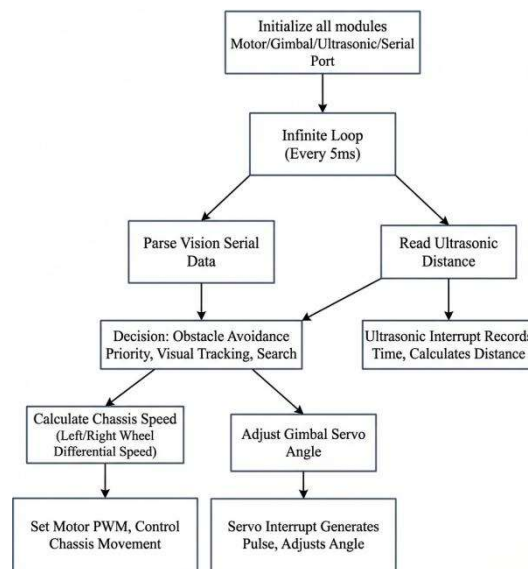 Initialize all modules
Motor/Gimbal/Ultrasonic/Serial
Port
Infinite Loop
(Every 5ms)
Parse Vision Serial
Data
Read Ultrasonic
Distance
Decision: Obstacle Avoidance
Priority, Visual Tracking, Search
Ultrasonic Interrupt Records
Time, Calculates Distance
Calculate Chassis Speed
(Left/Right Wheel
Differential Speed)
Adjust Gimbal Servo
Angle
Set Motor PWM, Control
Chassis Movement
Servo Interrupt Generates
Pulse, Adjusts Angle